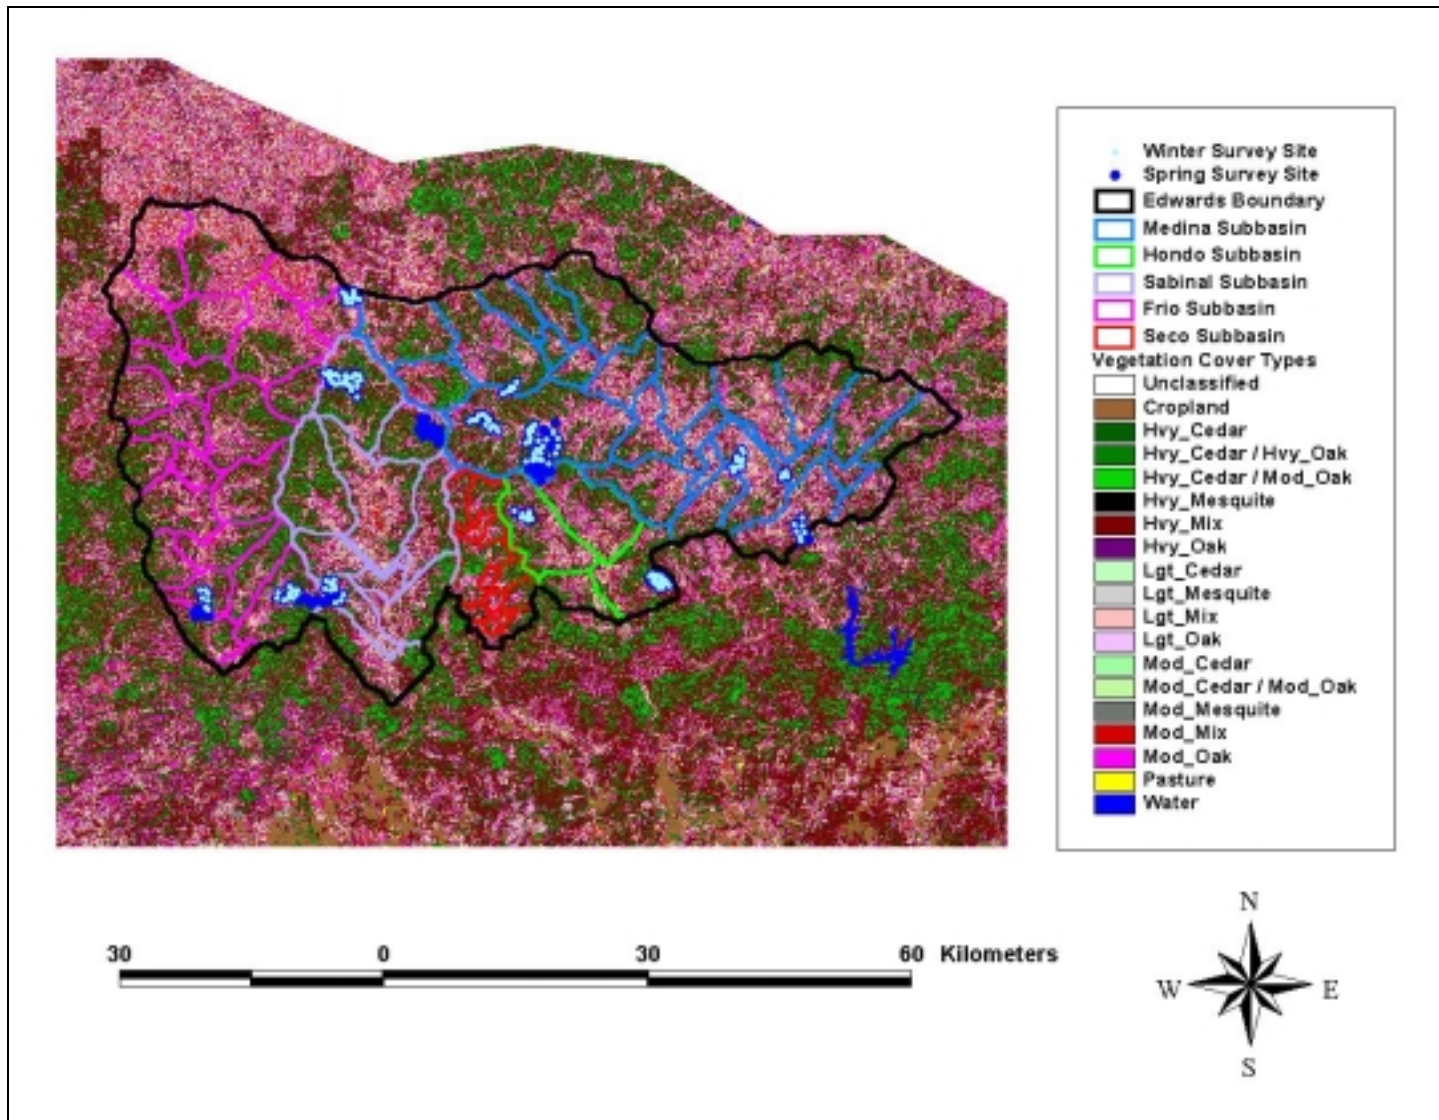 Winter Survey Site
Spring Survey Site
Edwards Boundary
Medina Subbasin
Hondo Subbasin
Sabinal Subbasin
Frio Subbasin
Seco Subbasin
Vegetation Cover Types
Unclassified
Cropland
Hvy_Cedar
Hvy_Cedar / Hvy_Oak
Hvy_Cedar / Mod_Oak
Hvy_Mesquite
Hvy_Mix
Hvy_Oak
Lgt_Cedar
Lgt_Mesquite
Lgt_Mix
Lgt_Oak
Mod_Cedar
Mod_Cedar / Mod_Oak
Mod_Mesquite
Mod_Mix
Mod_Oak
Pasture
Water
30 0 30 60 Kilometers
N
W E
S